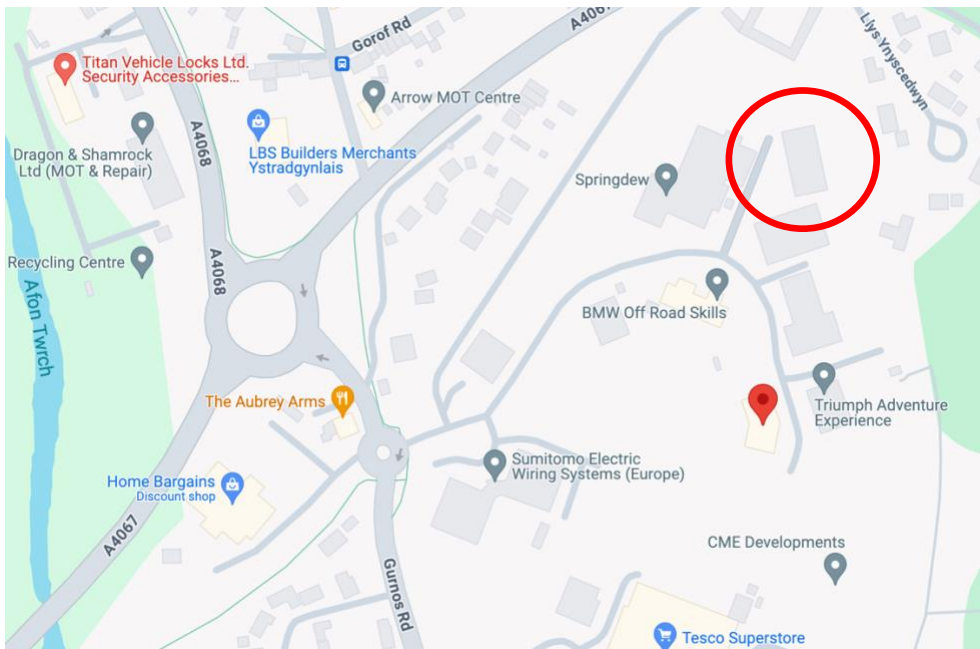 Gorof Rd
A4067
Llys Ynyscedwyn
Titan Vehicle Locks Ltd.
Security Accessories...
Arrow MOT Centre
A4068
LBS Builders Merchants
Ystradgynlais
Dragon & Shamrock
Ltd (MOT & Repair)
Springdew
A4068
Recycling Centre
Afon Twrch
BMW Off Road Skills
The Aubrey Arms
Triumph Adventure
Experience
Sumitomo Electric
Wiring Systems (Europe)
Home Bargains
Discount shop
A4067
CME Developments
Gurnos Rd
Tesco Superstore